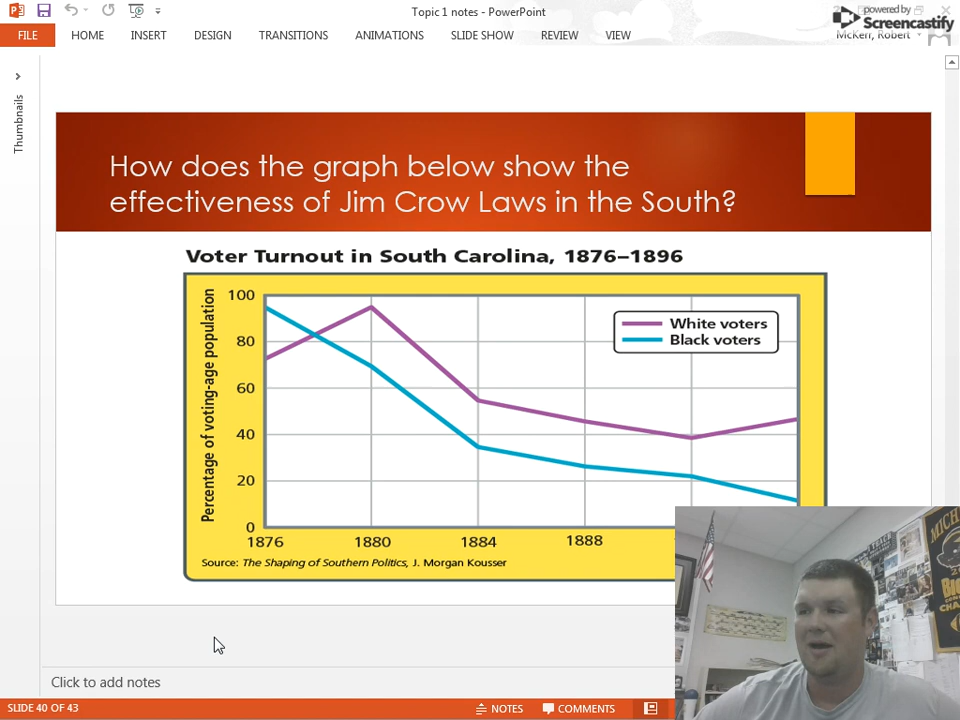 Topic 1 notes - PowerPoint
powered by
Screencastify
FILE
HOME
INSERT
DESIGN
TRANSITIONS
ANIMATIONS
SLIDE SHOW
REVIEW
VIEW
McKerr, Robert
Thumbnails
How does the graph below show the
effectiveness of Jim Crow Laws in the South?
Voter Turnout in South Carolina, 1876–1896
Percentage of voting-age population
100
80
60
40
20
0
White voters
Black voters
1876
1880
1884
1888
Source: The Shaping of Southern Politics, J. Morgan Kousser
MICH
Click to add notes
SLIDE 40 OF 43
NOTES
COMMENTS